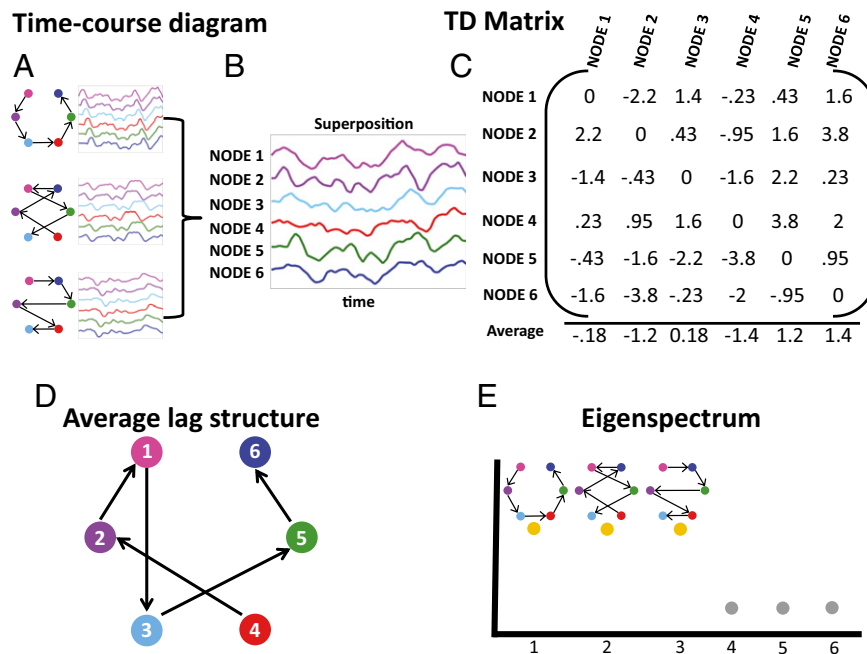 Time-course diagram
A
B
Superposition
NODE 1
NODE 2
NODE 3
NODE 4
NODE 5
NODE 6
time
TD Matrix
C
NODE 1 NODE 2 NODE 3 NODE 4 NODE 5 NODE 6
NODE 1 0 -2.2 1.4 -.23 .43 1.6
NODE 2 2.2 0 .43 -.95 1.6 3.8
NODE 3 -1.4 -.43 0 -1.6 2.2 .23
NODE 4 .23 .95 1.6 0 3.8 2
NODE 5 -.43 -1.6 -2.2 -3.8 0 .95
NODE 6 -1.6 -3.8 -.23 -2 -.95 0
Average -.18 -1.2 0.18 -1.4 1.2 1.4
D
Average lag structure
1 6
2 5
3 4
E
Eigenspectrum
1 2 3 4 5 6